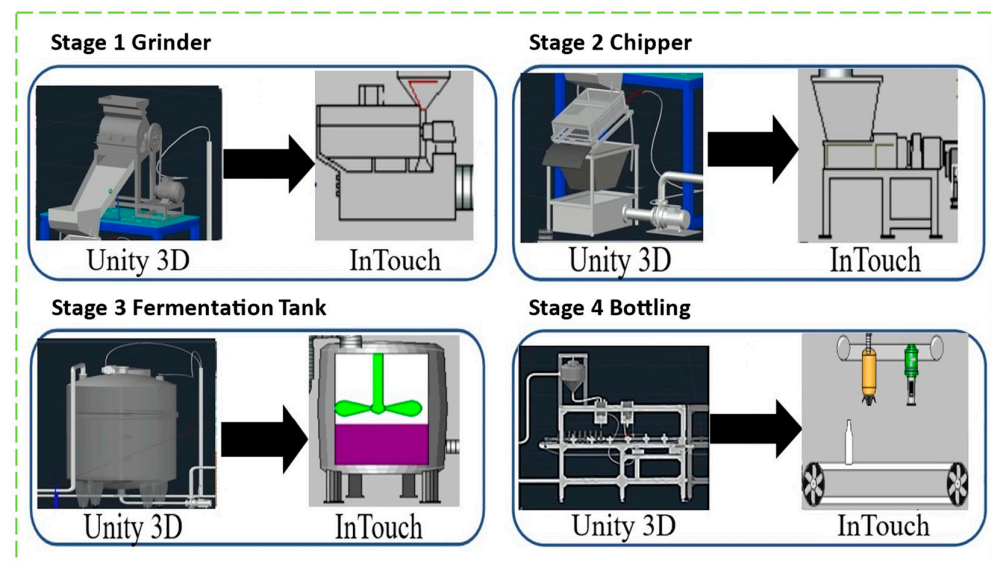 Stage 1 Grinder
Stage 2 Chipper
Unity 3D
InTouch
Unity 3D
InTouch
Stage 3 Fermentation Tank
Stage 4 Bottling
Unity 3D
InTouch
Unity 3D
InTouch